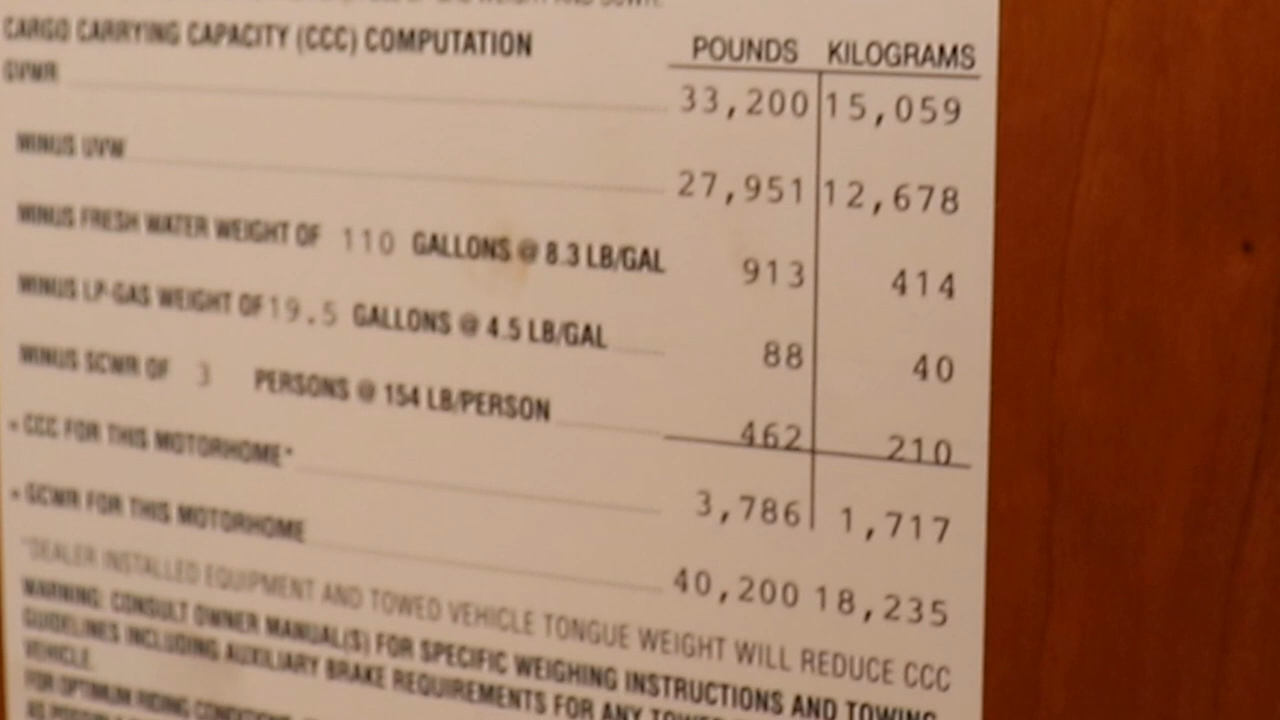 CARGO CARRYING CAPACITY (CCC) COMPUTATION POUNDS KILOGRAMS
GVWR 33,200 15,059
MINUS UVW 27,951 12,678
MINUS FRESH WATER WEIGHT OF 110 GALLONS @ 8.3 LB/GAL 913 414
MINUS LP-GAS WEIGHT OF 19.5 GALLONS @ 4.5 LB/GAL 88 40
MINUS SCWR OF 3 PERSONS @ 154 LB/PERSON 462 210
= CCC FOR THIS MOTORHOME* 3,786 1,717
= GCWR FOR THIS MOTORHOME 40,200 18,235
*DEALER INSTALLED EQUIPMENT AND TOWED VEHICLE TONGUE WEIGHT WILL REDUCE CCC
WARNING: CONSULT OWNER MANUAL(S) FOR SPECIFIC WEIGHING INSTRUCTIONS AND TOWING
GUIDELINES INCLUDING AUXILIARY BRAKE REQUIREMENTS FOR ANY TOWED
VEHICLE.
FOR OPTIMUM RIDING CONDITIONS,